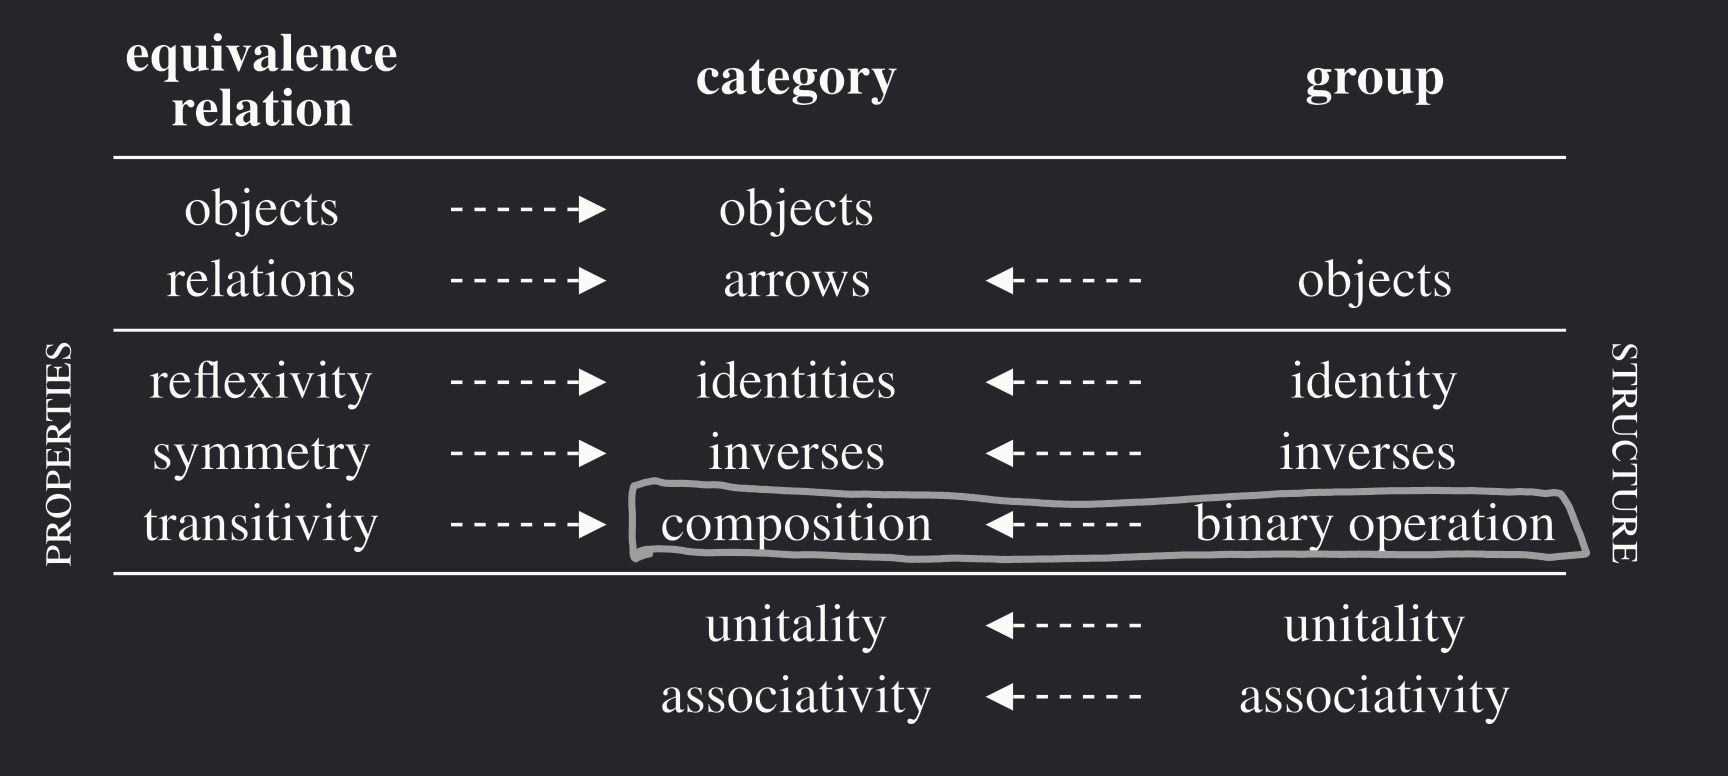 equivalence
relation
category
group
objects
objects
relations
arrows
objects
PROPERTIES
reflexivity
identities
identity
symmetry
inverses
inverses
transitivity
composition
binary operation
STRUCTURE
unitality
unitality
associativity
associativity